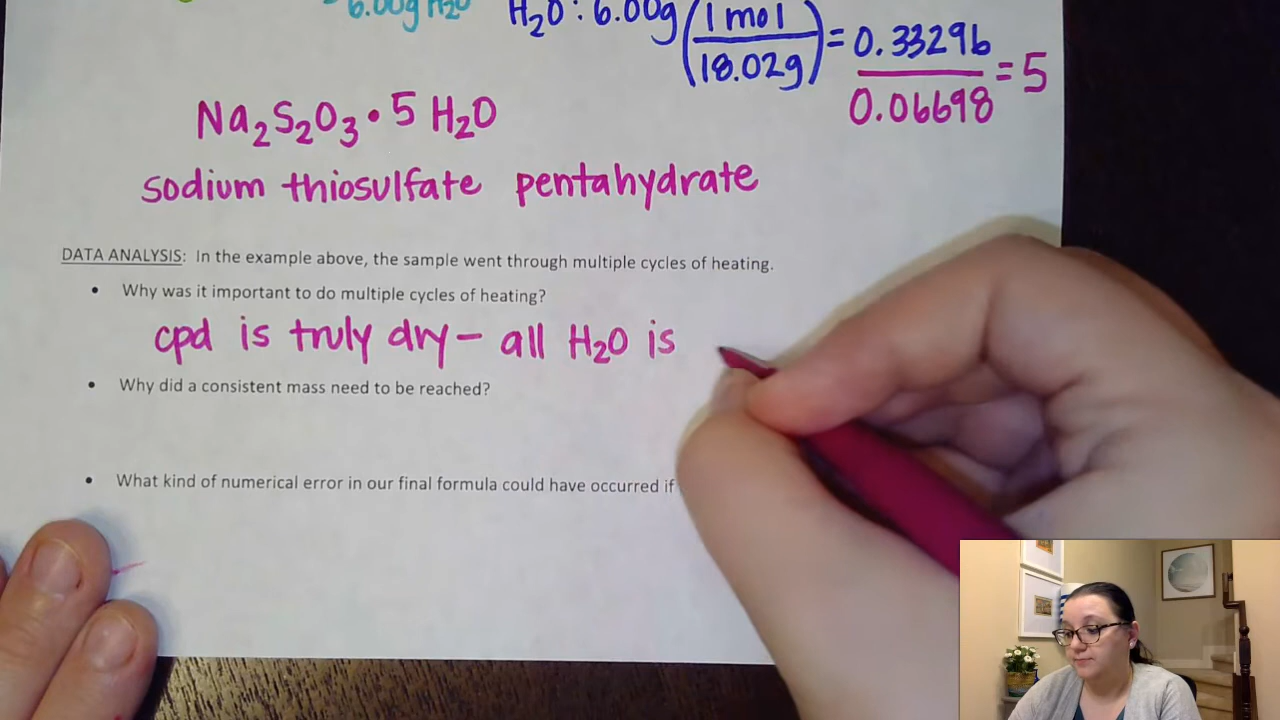 6.00g H₂O
H₂O : 6.00g (1 mol / 18.02g) = 0.33296 / 0.06698 = 5
Na₂S₂O₃ • 5 H₂O
sodium thiosulfate pentahydrate
DATA ANALYSIS: In the example above, the sample went through multiple cycles of heating.
• Why was it important to do multiple cycles of heating?
cpd is truly dry – all H₂O is
• Why did a consistent mass need to be reached?
• What kind of numerical error in our final formula could have occurred if